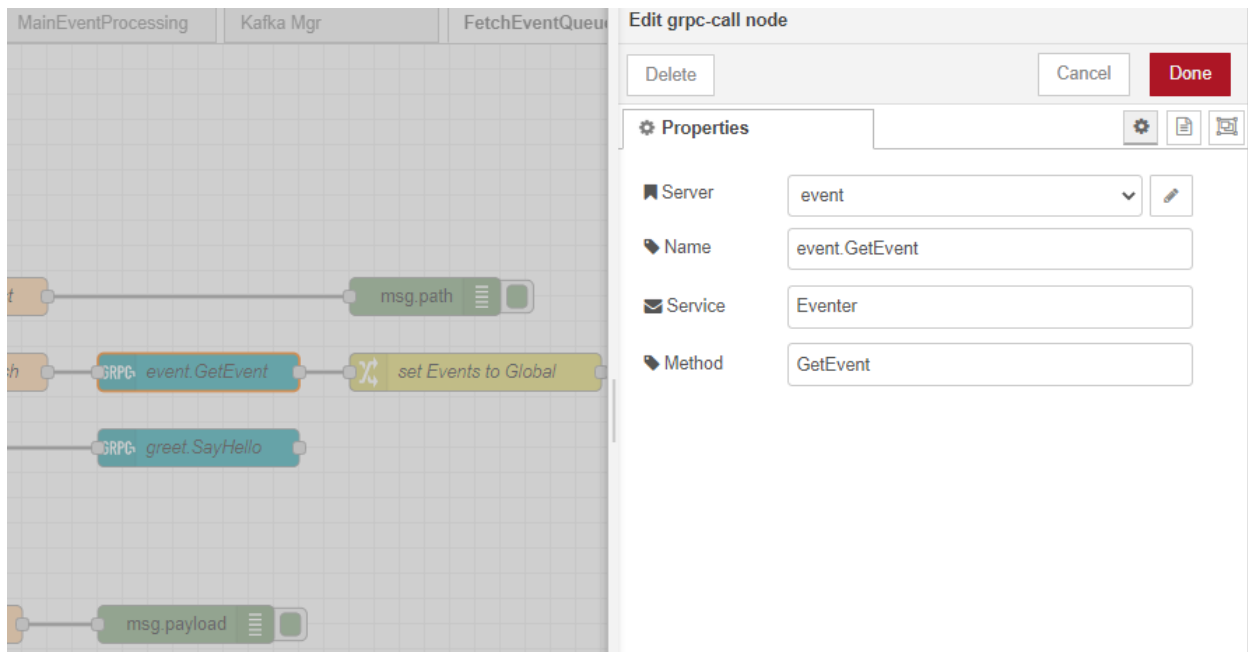 MainEventProcessing
Kafka Mgr
FetchEventQueue
msg.path
GRPC
event.GetEvent
set Events to Global
GRPC
greet.SayHello
msg.payload
Edit grpc-call node
Delete
Cancel
Done
Properties
Server
event
Name
event.GetEvent
Service
Eventer
Method
GetEvent